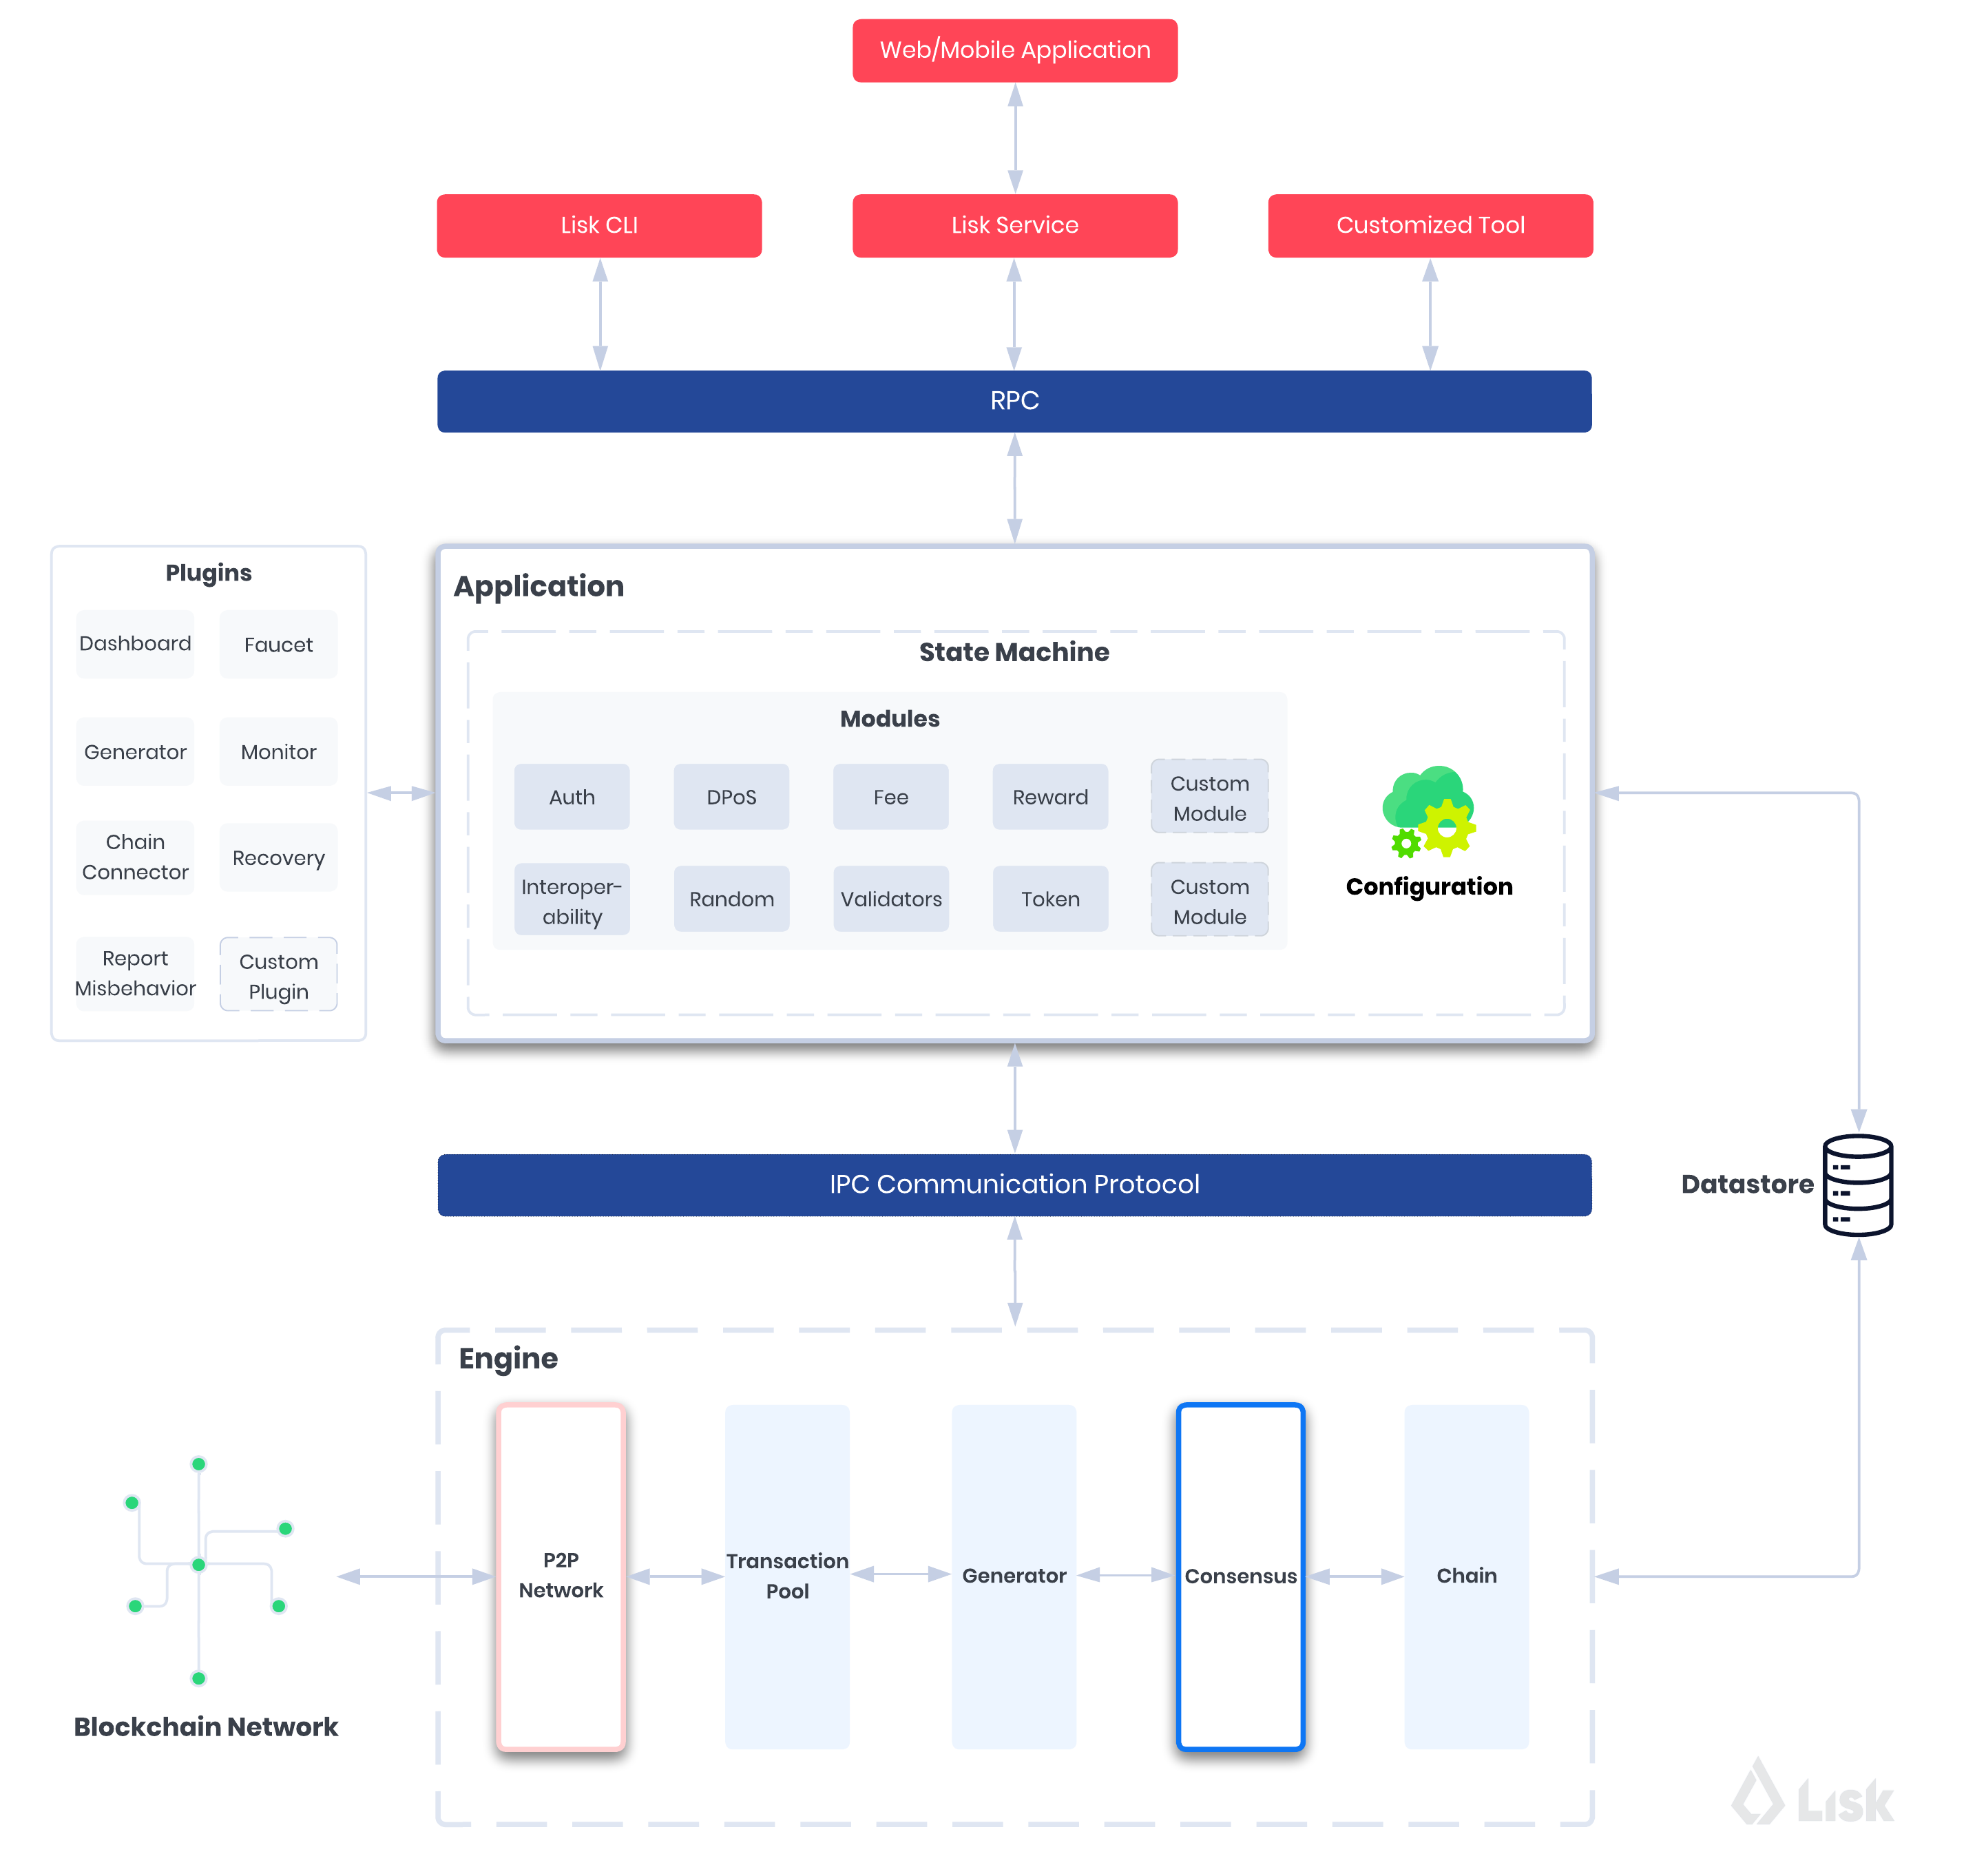 Web/Mobile Application
Lisk CLI
Lisk Service
Customized Tool
RPC
Plugins
Dashboard
Faucet
Generator
Monitor
Chain
Connector
Recovery
Report
Misbehavior
Custom
Plugin
Application
State Machine
Modules
Auth
DPoS
Fee
Reward
Custom
Module
Interoper-
ability
Random
Validators
Token
Custom
Module
Configuration
IPC Communication Protocol
Datastore
Engine
P2P
Network
Transaction
Pool
Generator
Consensus
Chain
Blockchain Network
Lisk